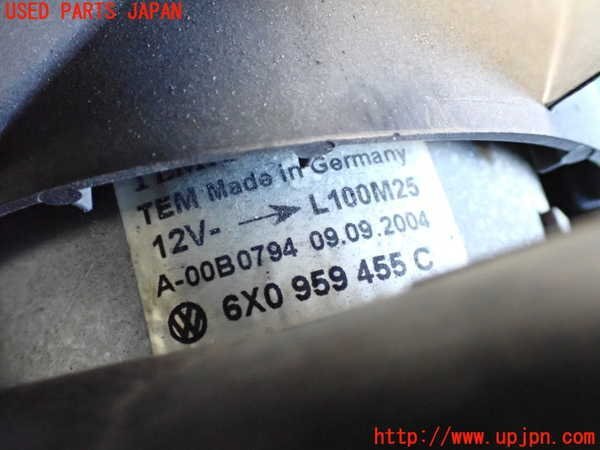 USED PARTS JAPAN
TEM Made in Germany
12V- → L100M25
A-00B0794 09.09.2004
6X0 959 455 C
http://www.upjpn.com/